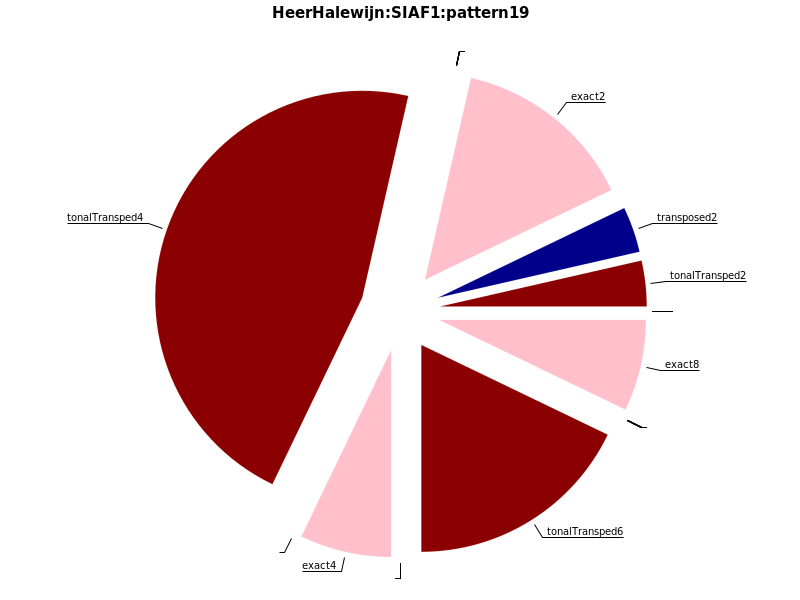 HeerHalewijn:SIAF1:pattern19
exact2
tonalTransped4
transposed2
tonalTransped2
exact8
tonalTransped6
exact4